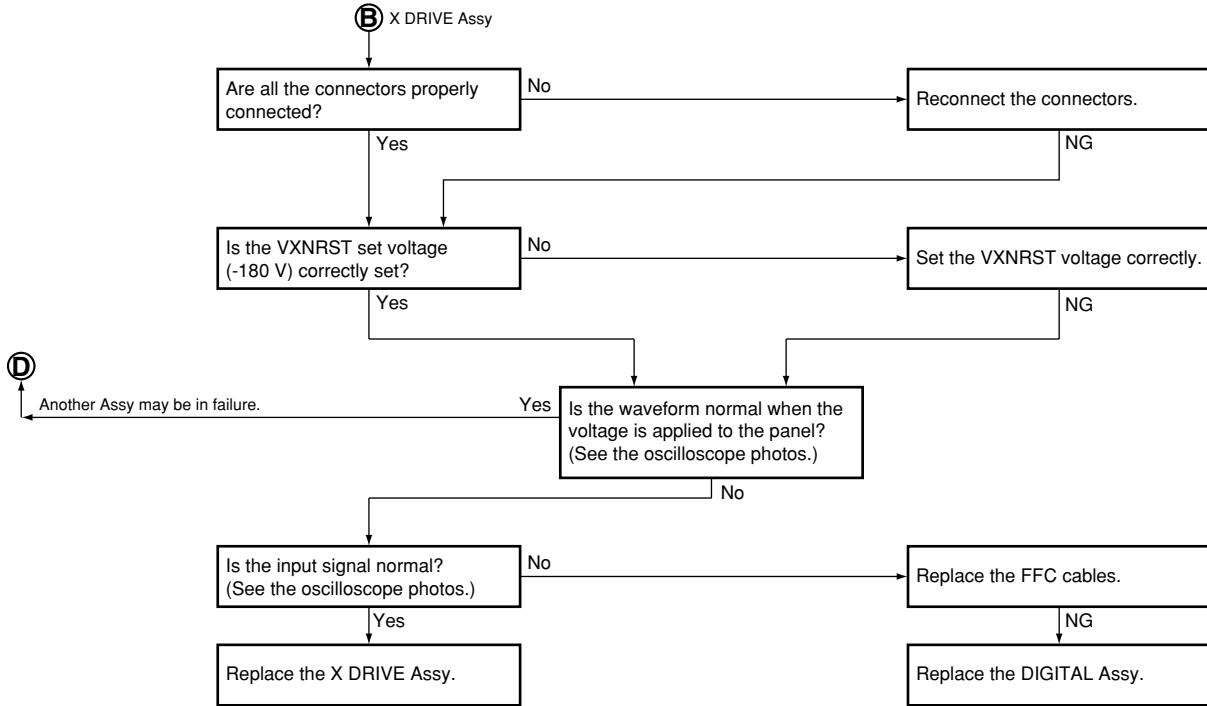 B X DRIVE Assy
Are all the connectors properly
connected?
No
Reconnect the connectors.
Yes
NG
Is the VXNRST set voltage
(-180 V) correctly set?
No
Set the VXNRST voltage correctly.
Yes
NG
D
Another Assy may be in failure.
Yes
Is the waveform normal when the
voltage is applied to the panel?
(See the oscilloscope photos.)
No
Is the input signal normal?
(See the oscilloscope photos.)
No
Replace the FFC cables.
Yes
NG
Replace the X DRIVE Assy.
Replace the DIGITAL Assy.